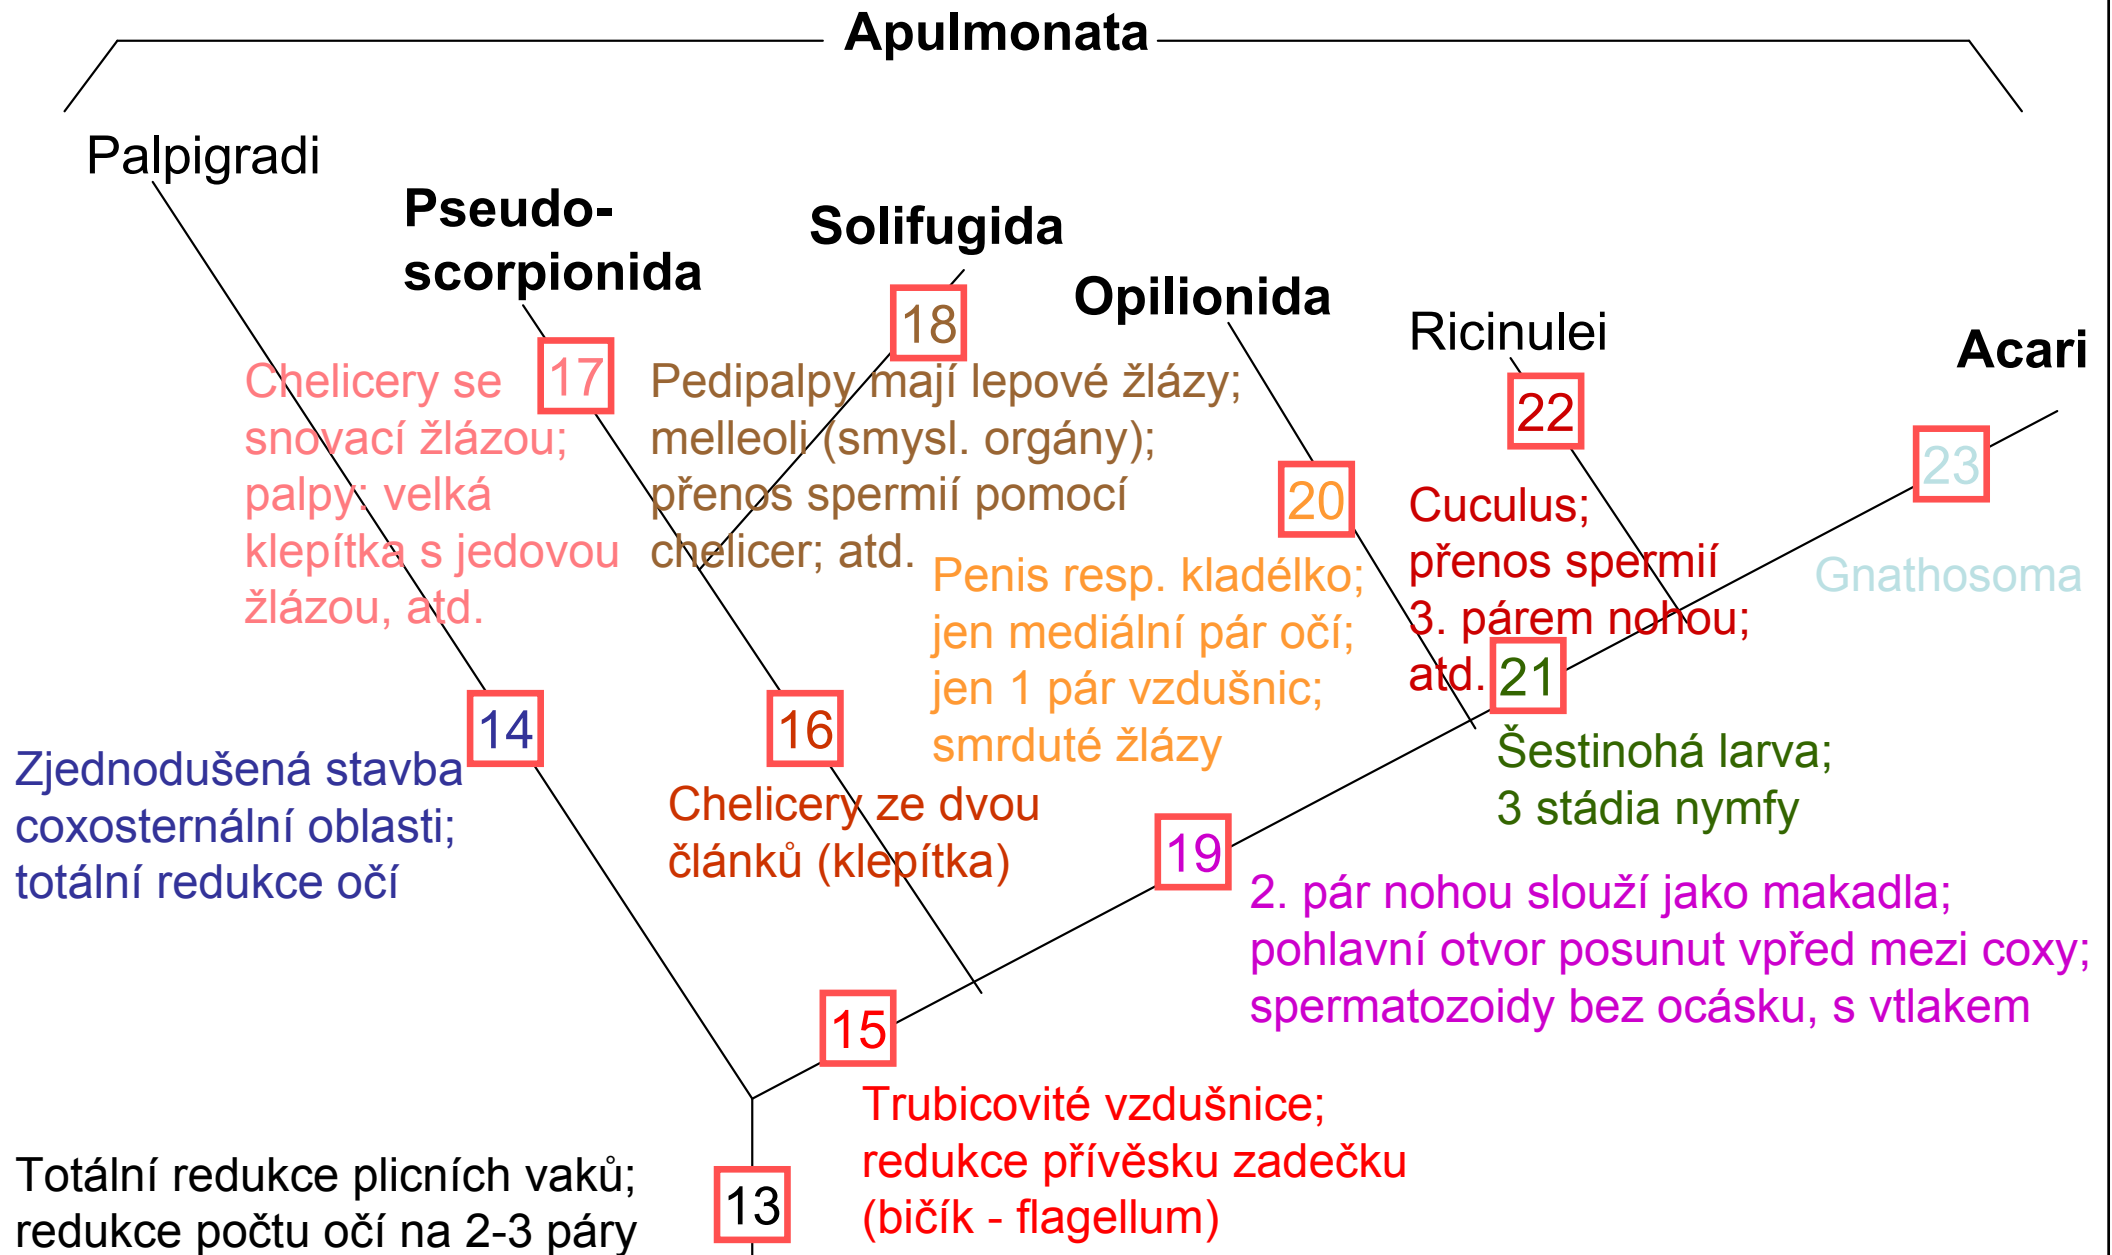 Apulmonata
Palpigradi
Pseudo-
scorpionida
Solifugida
Opilionida
Ricinulei
Acari
18
17
22
23
20
Chelicery se
snovací žlázou;
palpy: velká
klepítka s jedovou
žlázou, atd.
Pedipalpy mají lepové žlázy;
melleoli (smysl. orgány);
přenos spermií pomocí
chelicer; atd.
Penis resp. kladélko;
jen mediální pár očí;
jen 1 pár vzdušnic;
smrduté žlázy
Cuculus;
přenos spermií
3. párem nohou;
atd.
Gnathosoma
21
14
16
Zjednodušená stavba
coxosternální oblasti;
totální redukce očí
Chelicery ze dvou
článků (klepítka)
Šestinohá larva;
3 stádia nymfy
19
2. pár nohou slouží jako makadla;
pohlavní otvor posunut vpřed mezi coxy;
spermatozoidy bez ocásku, s vtlakem
15
Trubicovité vzdušnice;
redukce přívěsku zadečku
(bičík - flagellum)
Totální redukce plicních vaků;
redukce počtu očí na 2-3 páry
13